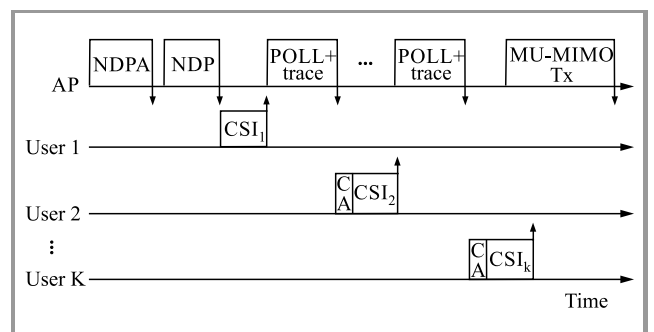 AP
NDPA
NDP
POLL+
trace
...
POLL+
trace
MU-MIMO
Tx
User 1
CSI1
User 2
C
A
CSI2
...
User K
C
A
CSIk
Time